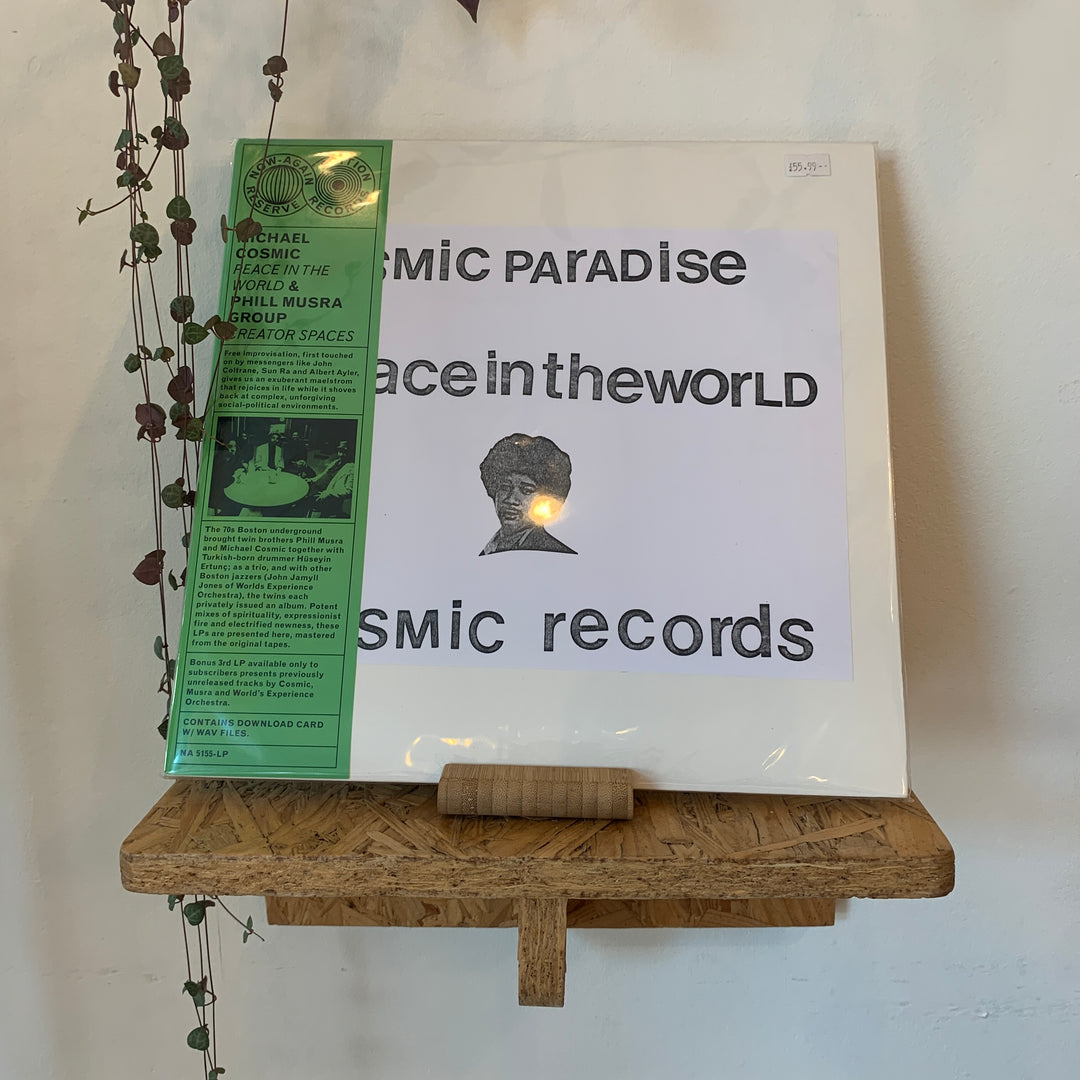 NOW-AGAIN
RESERVE
RECORDS
£55.99
MICHAEL
COSMIC
PEACE IN THE
WORLD &
PHILL MUSRA
GROUP
CREATOR SPACES
Free improvisation, first touched
on by messengers like John
Coltrane, Sun Ra and Albert Ayler,
gives us an exuberant maelstrom
that rejoices in life while it shoves
back at complex, unforgiving
social-political environments.
The 70s Boston underground
brought twin brothers Phill Musra
and Michael Cosmic together with
Turkish-born drummer Hüseyin
Ertunç; as a trio, and with other
Boston jazzers (John Jamyll
Jones of Worlds Experience
Orchestra), the twins each
privately issued an album. Potent
mixes of spirituality, expressionist
fire and electrified newness, these
LPs are presented here, mastered
from the original tapes.
Bonus 3rd LP available only to
subscribers presents previously
unreleased tracks by Cosmic,
Musra and World's Experience
Orchestra.
CONTAINS DOWNLOAD CARD
W/ WAV FILES.
NA 5155-LP
SMiC PArADiSe
aceintheworLD
SMiC records